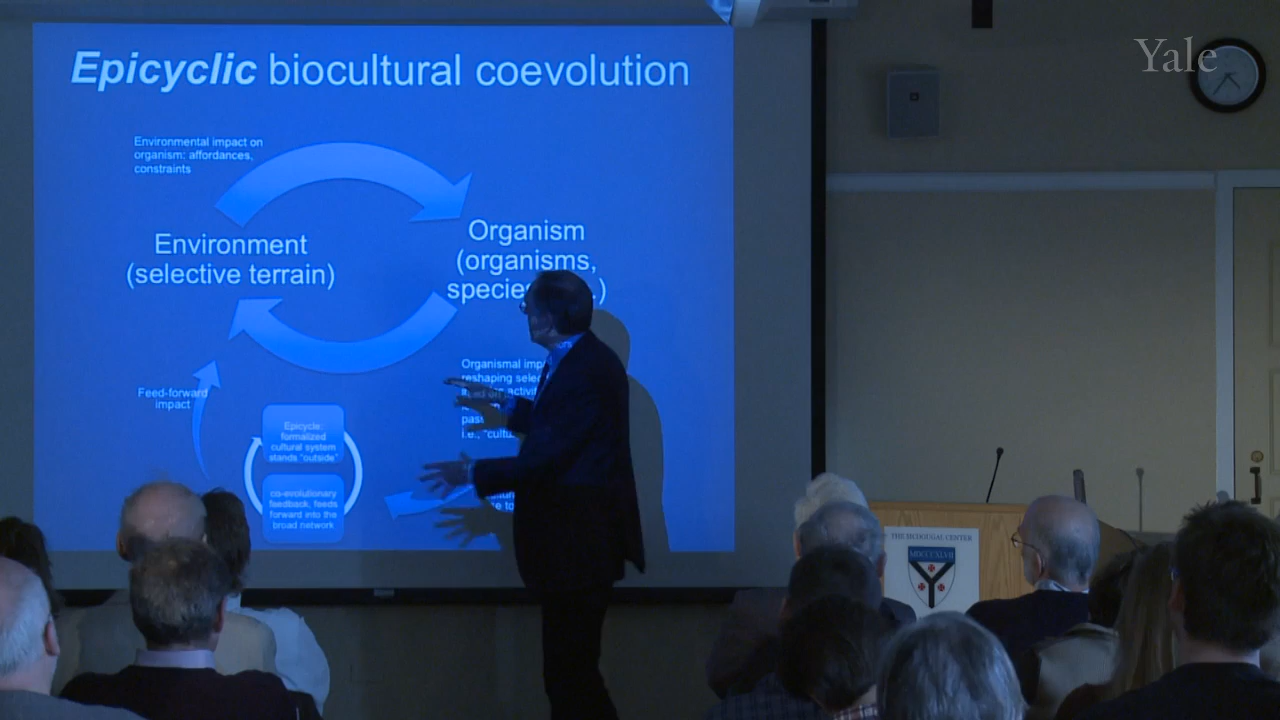 Yale
Epicyclic biocultural coevolution
Environmental impact on
organism: affordances,
constraints
Environment
(selective terrain)
Organism
(organisms,
species
)
Organismal
reshaping
Feed-forward
impact
Epicycle:
formalized
cultural system
stands "outside"
co-evolutionary
feedback, feeds
forward into the
broad network
i.e.,
THE MCDOUGAL CENTER